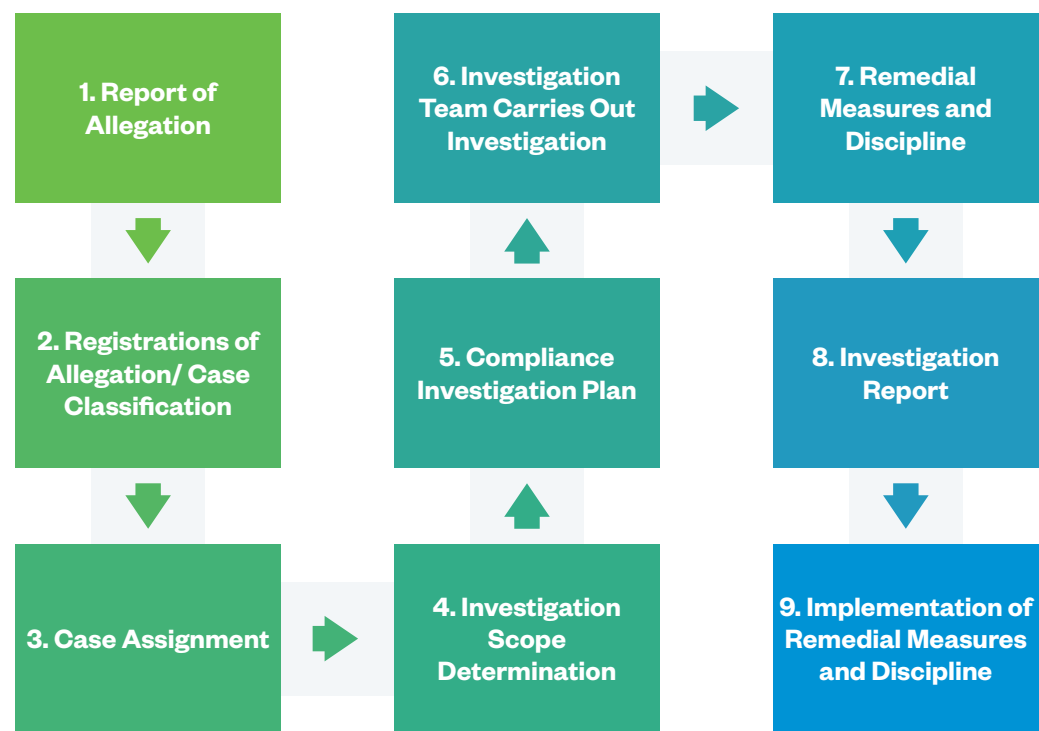 1. Report of
Allegation
2. Registrations of
Allegation/ Case
Classification
3. Case Assignment
4. Investigation
Scope
Determination
5. Compliance
Investigation Plan
6. Investigation
Team Carries Out
Investigation
7. Remedial
Measures and
Discipline
8. Investigation
Report
9. Implementation of
Remedial Measures
and Discipline